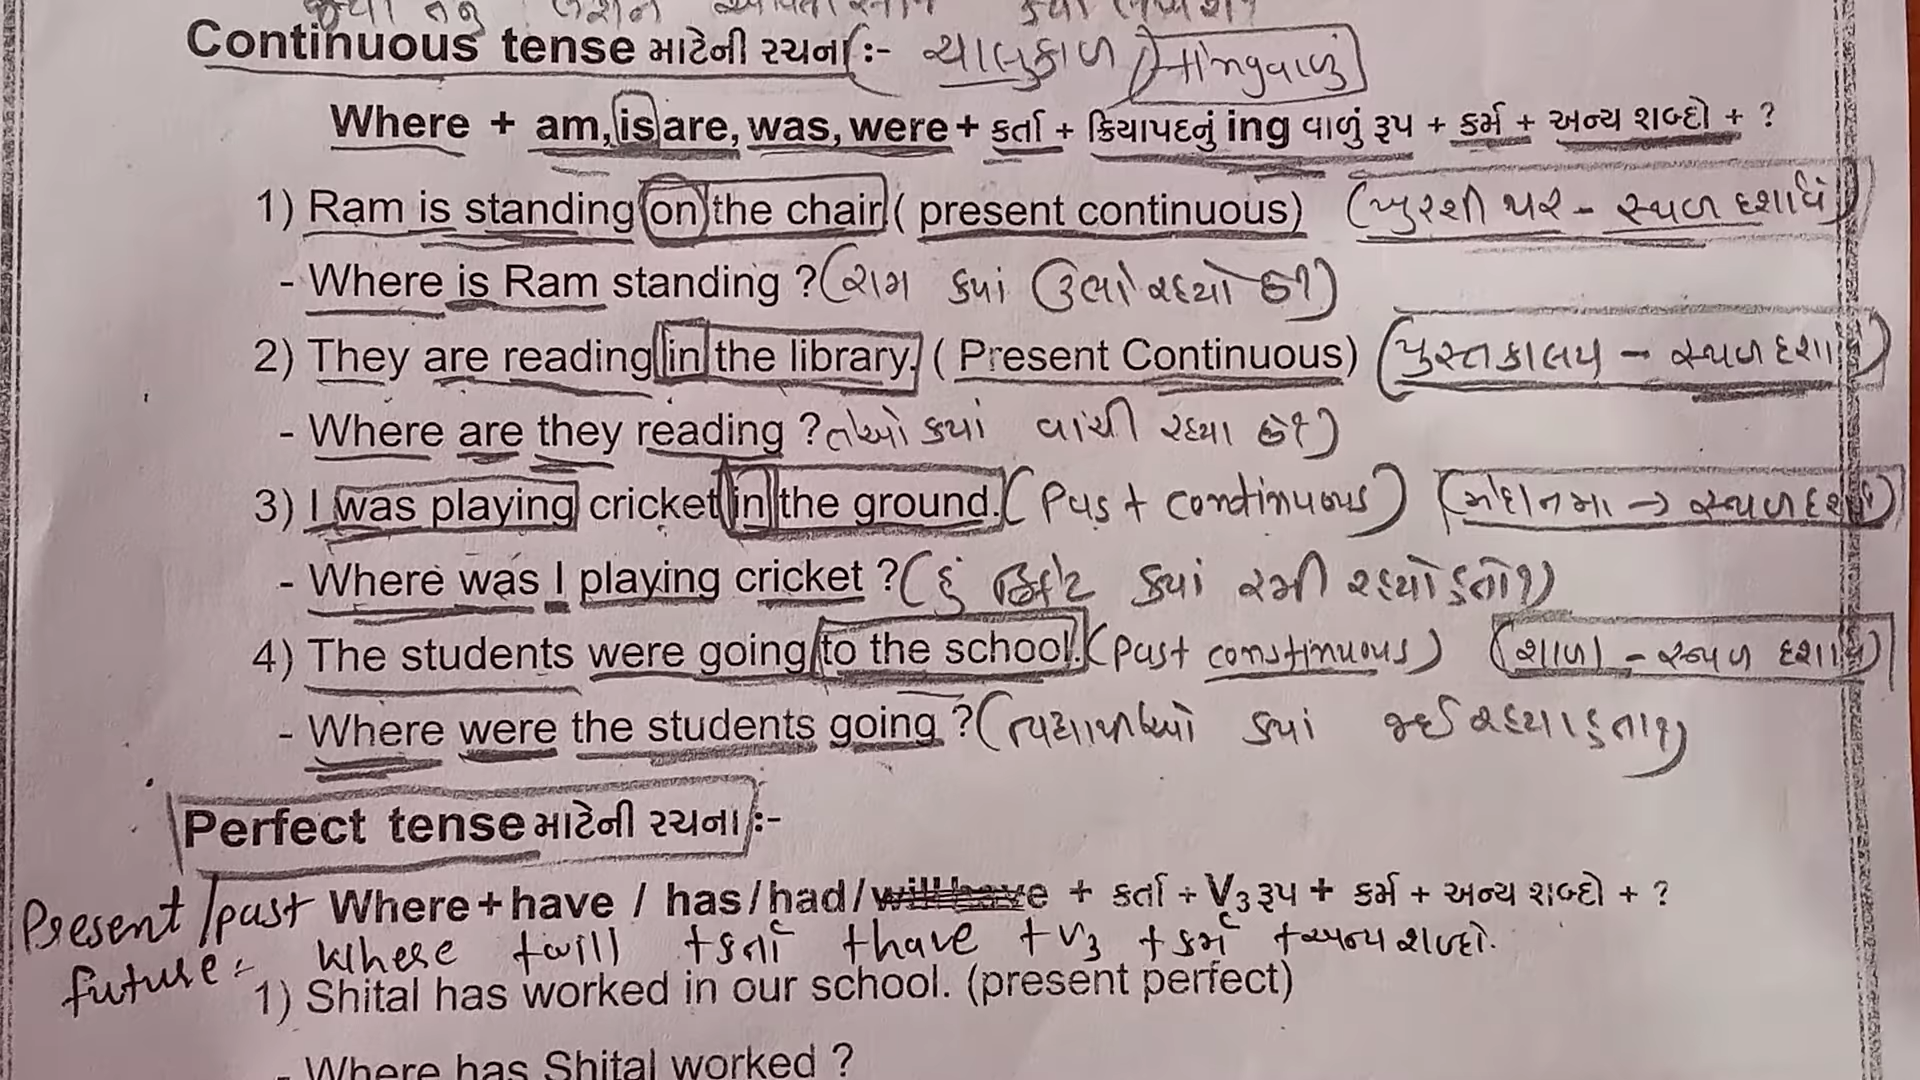 Continuous tense માટેની રચના :- ચાલુકાળ
Where + am, is are, was, were + કર્તા + ક્રિયાપદનું ing વાળું રૂપ + કર્મ + અન્ય શબ્દો + ?
1) Ram is standing on the chair ( present continuous) (ખુરશી પર - સ્થળ દર્શાવે)
- Where is Ram standing ? (રામ કયાં ઉભો રહ્યો છે?)
2) They are reading in the library. ( Present Continuous) (પુસ્તકાલય - સ્થળ દર્શાવે)
- Where are they reading ? તેઓ કયાં વાંચી રહ્યા છે?)
3) I was playing cricket in the ground. (Past continuous) (મેદાનમા → સ્થળ દર્શાવે)
- Where was I playing cricket ? (હું ક્રિકેટ કયાં રમી રહ્યો હતો?)
4) The students were going to the school. (Past constinuous) (શાળા - સ્થળ દર્શાવે)
- Where were the students going ? (કયાં જઈ રહ્યા હતા?)
Perfect tense માટેની રચના :-
Present / past Where + have / has / had / will have + કર્તા + V3 રૂપ + કર્મ + અન્ય શબ્દો + ?
future :- Where + will + કર્તા + have + V3 + કર્મ + અન્ય શબ્દો.
1) Shital has worked in our school. (present perfect)
- Where has Shital worked ?